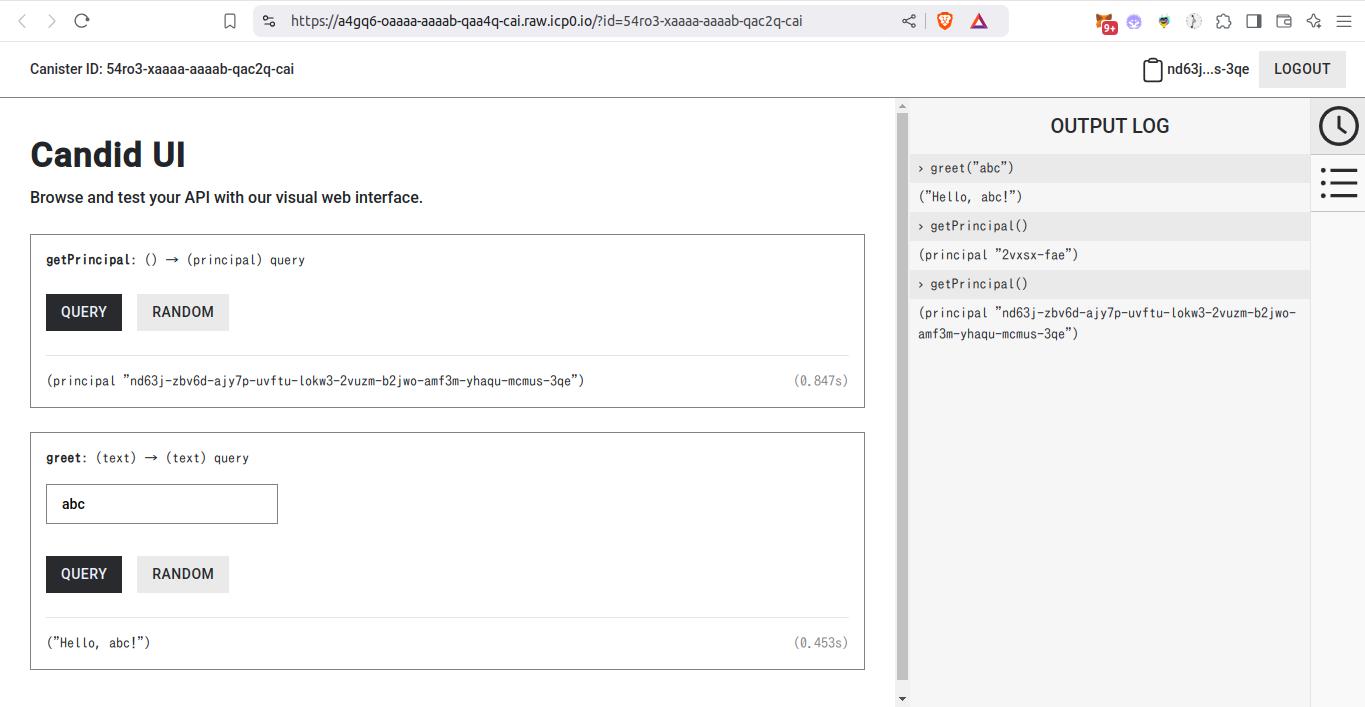 https://a4gq6-oaaaa-aaaab-qaa4q-cai.raw.icp0.io/?id=54ro3-xaaaa-aaaab-qac2q-cai
9+
Canister ID: 54ro3-xaaaa-aaaab-qac2q-cai
nd63j...s-3qe
LOGOUT
Candid UI
Browse and test your API with our visual web interface.
getPrincipal: () → (principal) query
QUERY
RANDOM
(principal "nd63j-zbv6d-ajy7p-uvftu-lokw3-2vuzm-b2jwo-amf3m-yhaqu-mcmus-3qe")
(0.847s)
greet: (text) → (text) query
abc
QUERY
RANDOM
("Hello, abc!")
(0.453s)
OUTPUT LOG
› greet("abc")
("Hello, abc!")
› getPrincipal()
(principal "2vxsx-fae")
› getPrincipal()
(principal "nd63j-zbv6d-ajy7p-uvftu-lokw3-2vuzm-b2jwo-
amf3m-yhaqu-mcmus-3qe")